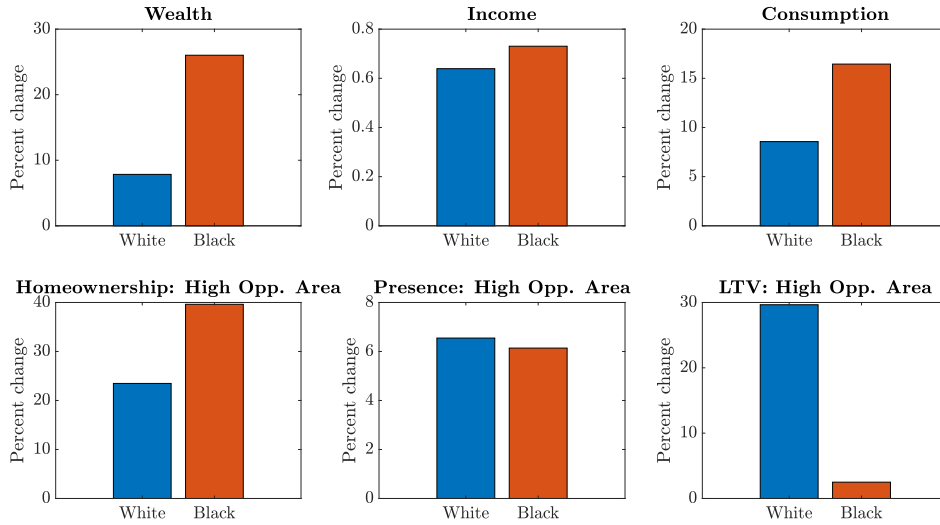 Wealth
Percent change
30
20
10
0
White Black
Income
Percent change
0.8
0.6
0.4
0.2
0
White Black
Consumption
Percent change
20
15
10
5
0
White Black
Homeownership: High Opp. Area
Percent change
40
30
20
10
0
White Black
Presence: High Opp. Area
Percent change
8
6
4
2
0
White Black
LTV: High Opp. Area
Percent change
30
20
10
0
White Black